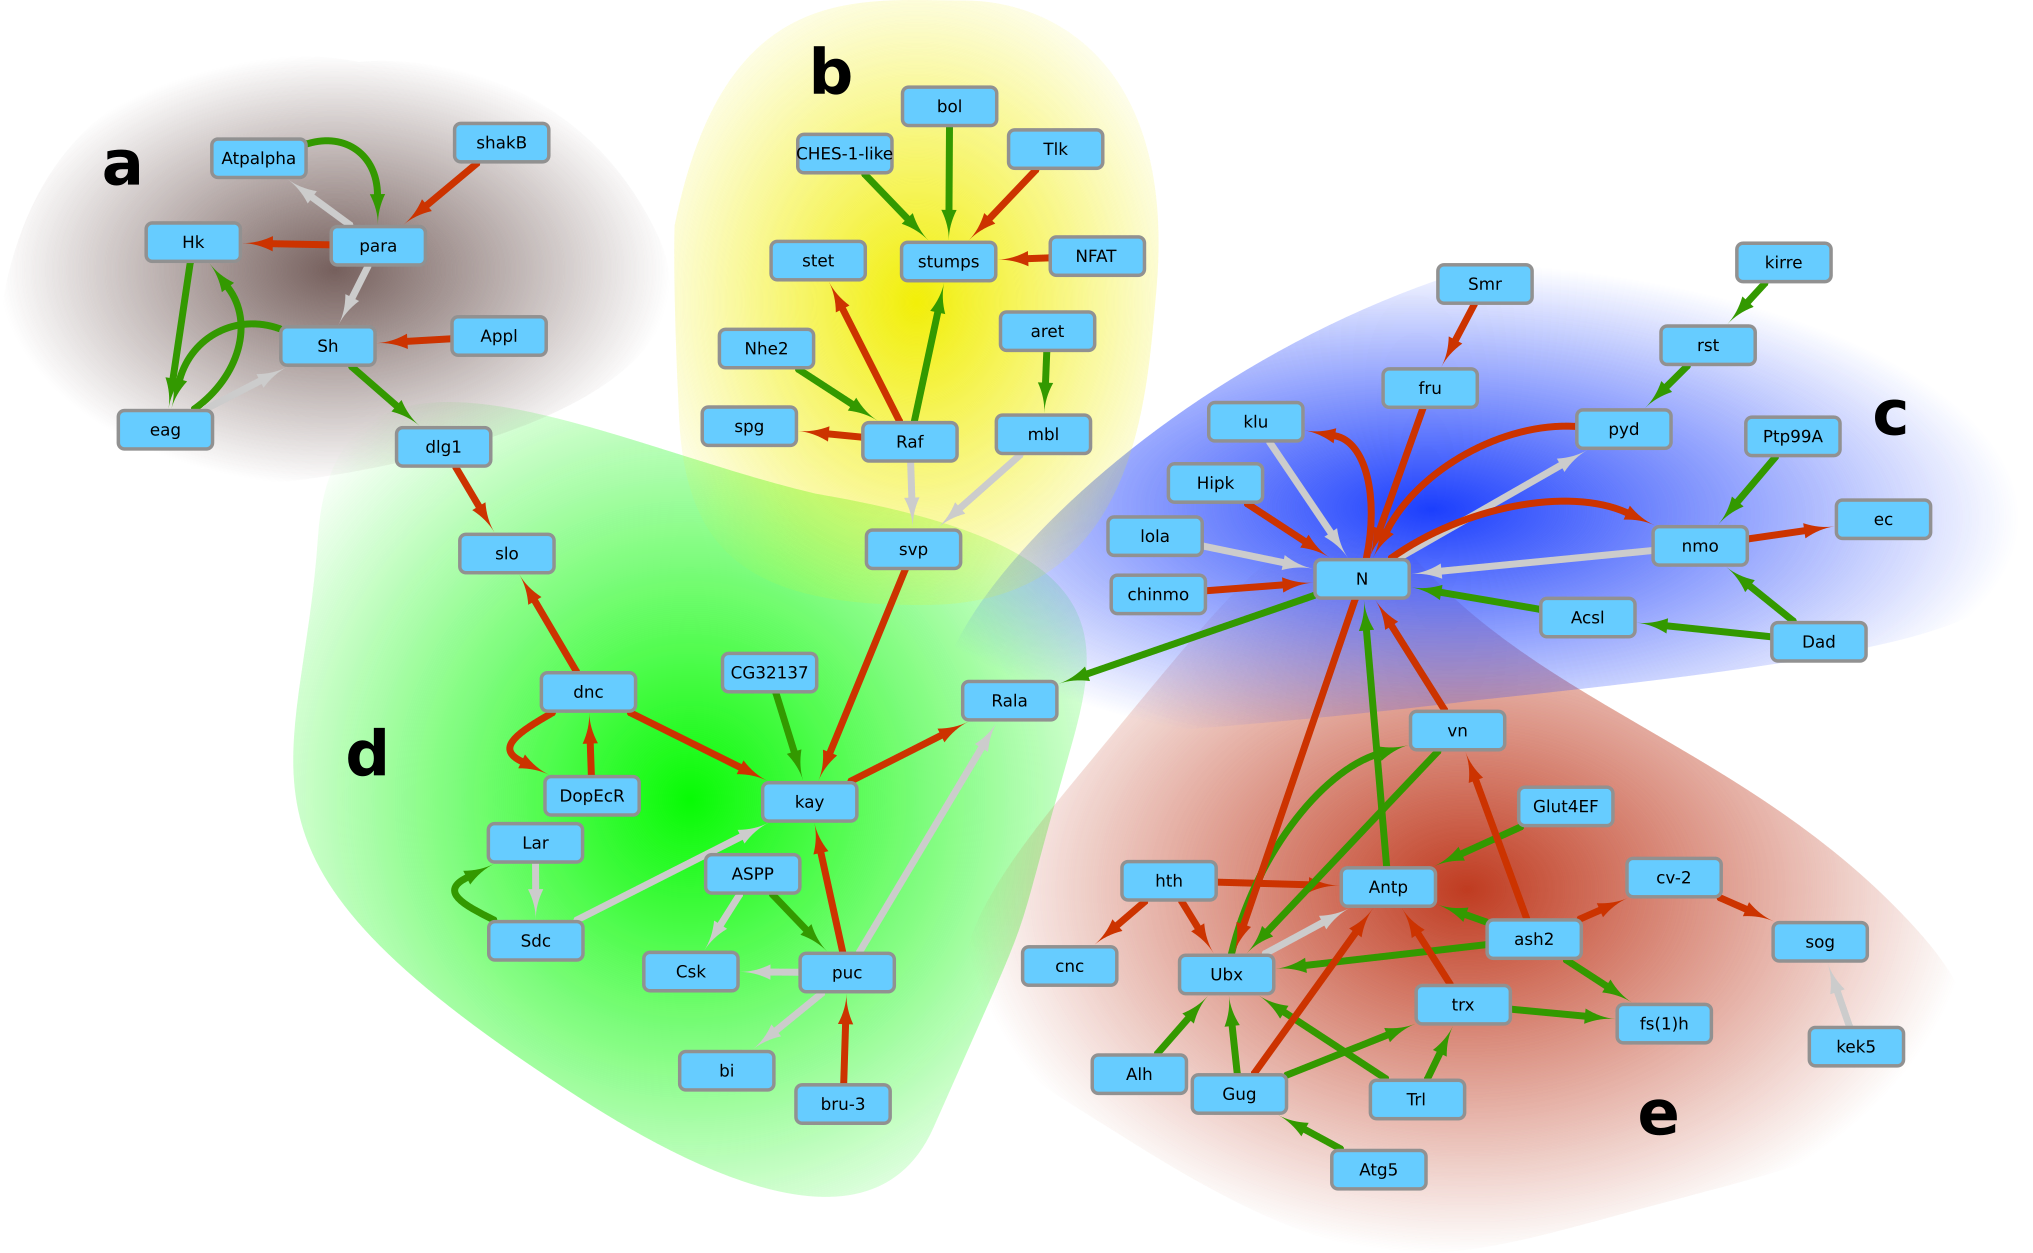 a
Atpalpha
shakB
Hk
para
Sh
Appl
eag
dlg1
b
bol
CHES-1-like
Tlk
stet
stumps
NFAT
Nhe2
aret
spg
Raf
mbl
svp
c
Smr
kirre
rst
fru
klu
pyd
Ptp99A
Hipk
ec
lola
nmo
N
chinmo
Acsl
Dad
d
slo
dnc
CG32137
Rala
DopEcR
kay
Lar
ASPP
Sdc
Csk
puc
bi
bru-3
e
vn
Glut4EF
hth
Antp
cv-2
ash2
sog
cnc
Ubx
trx
fs(1)h
kek5
Alh
Gug
Trl
Atg5